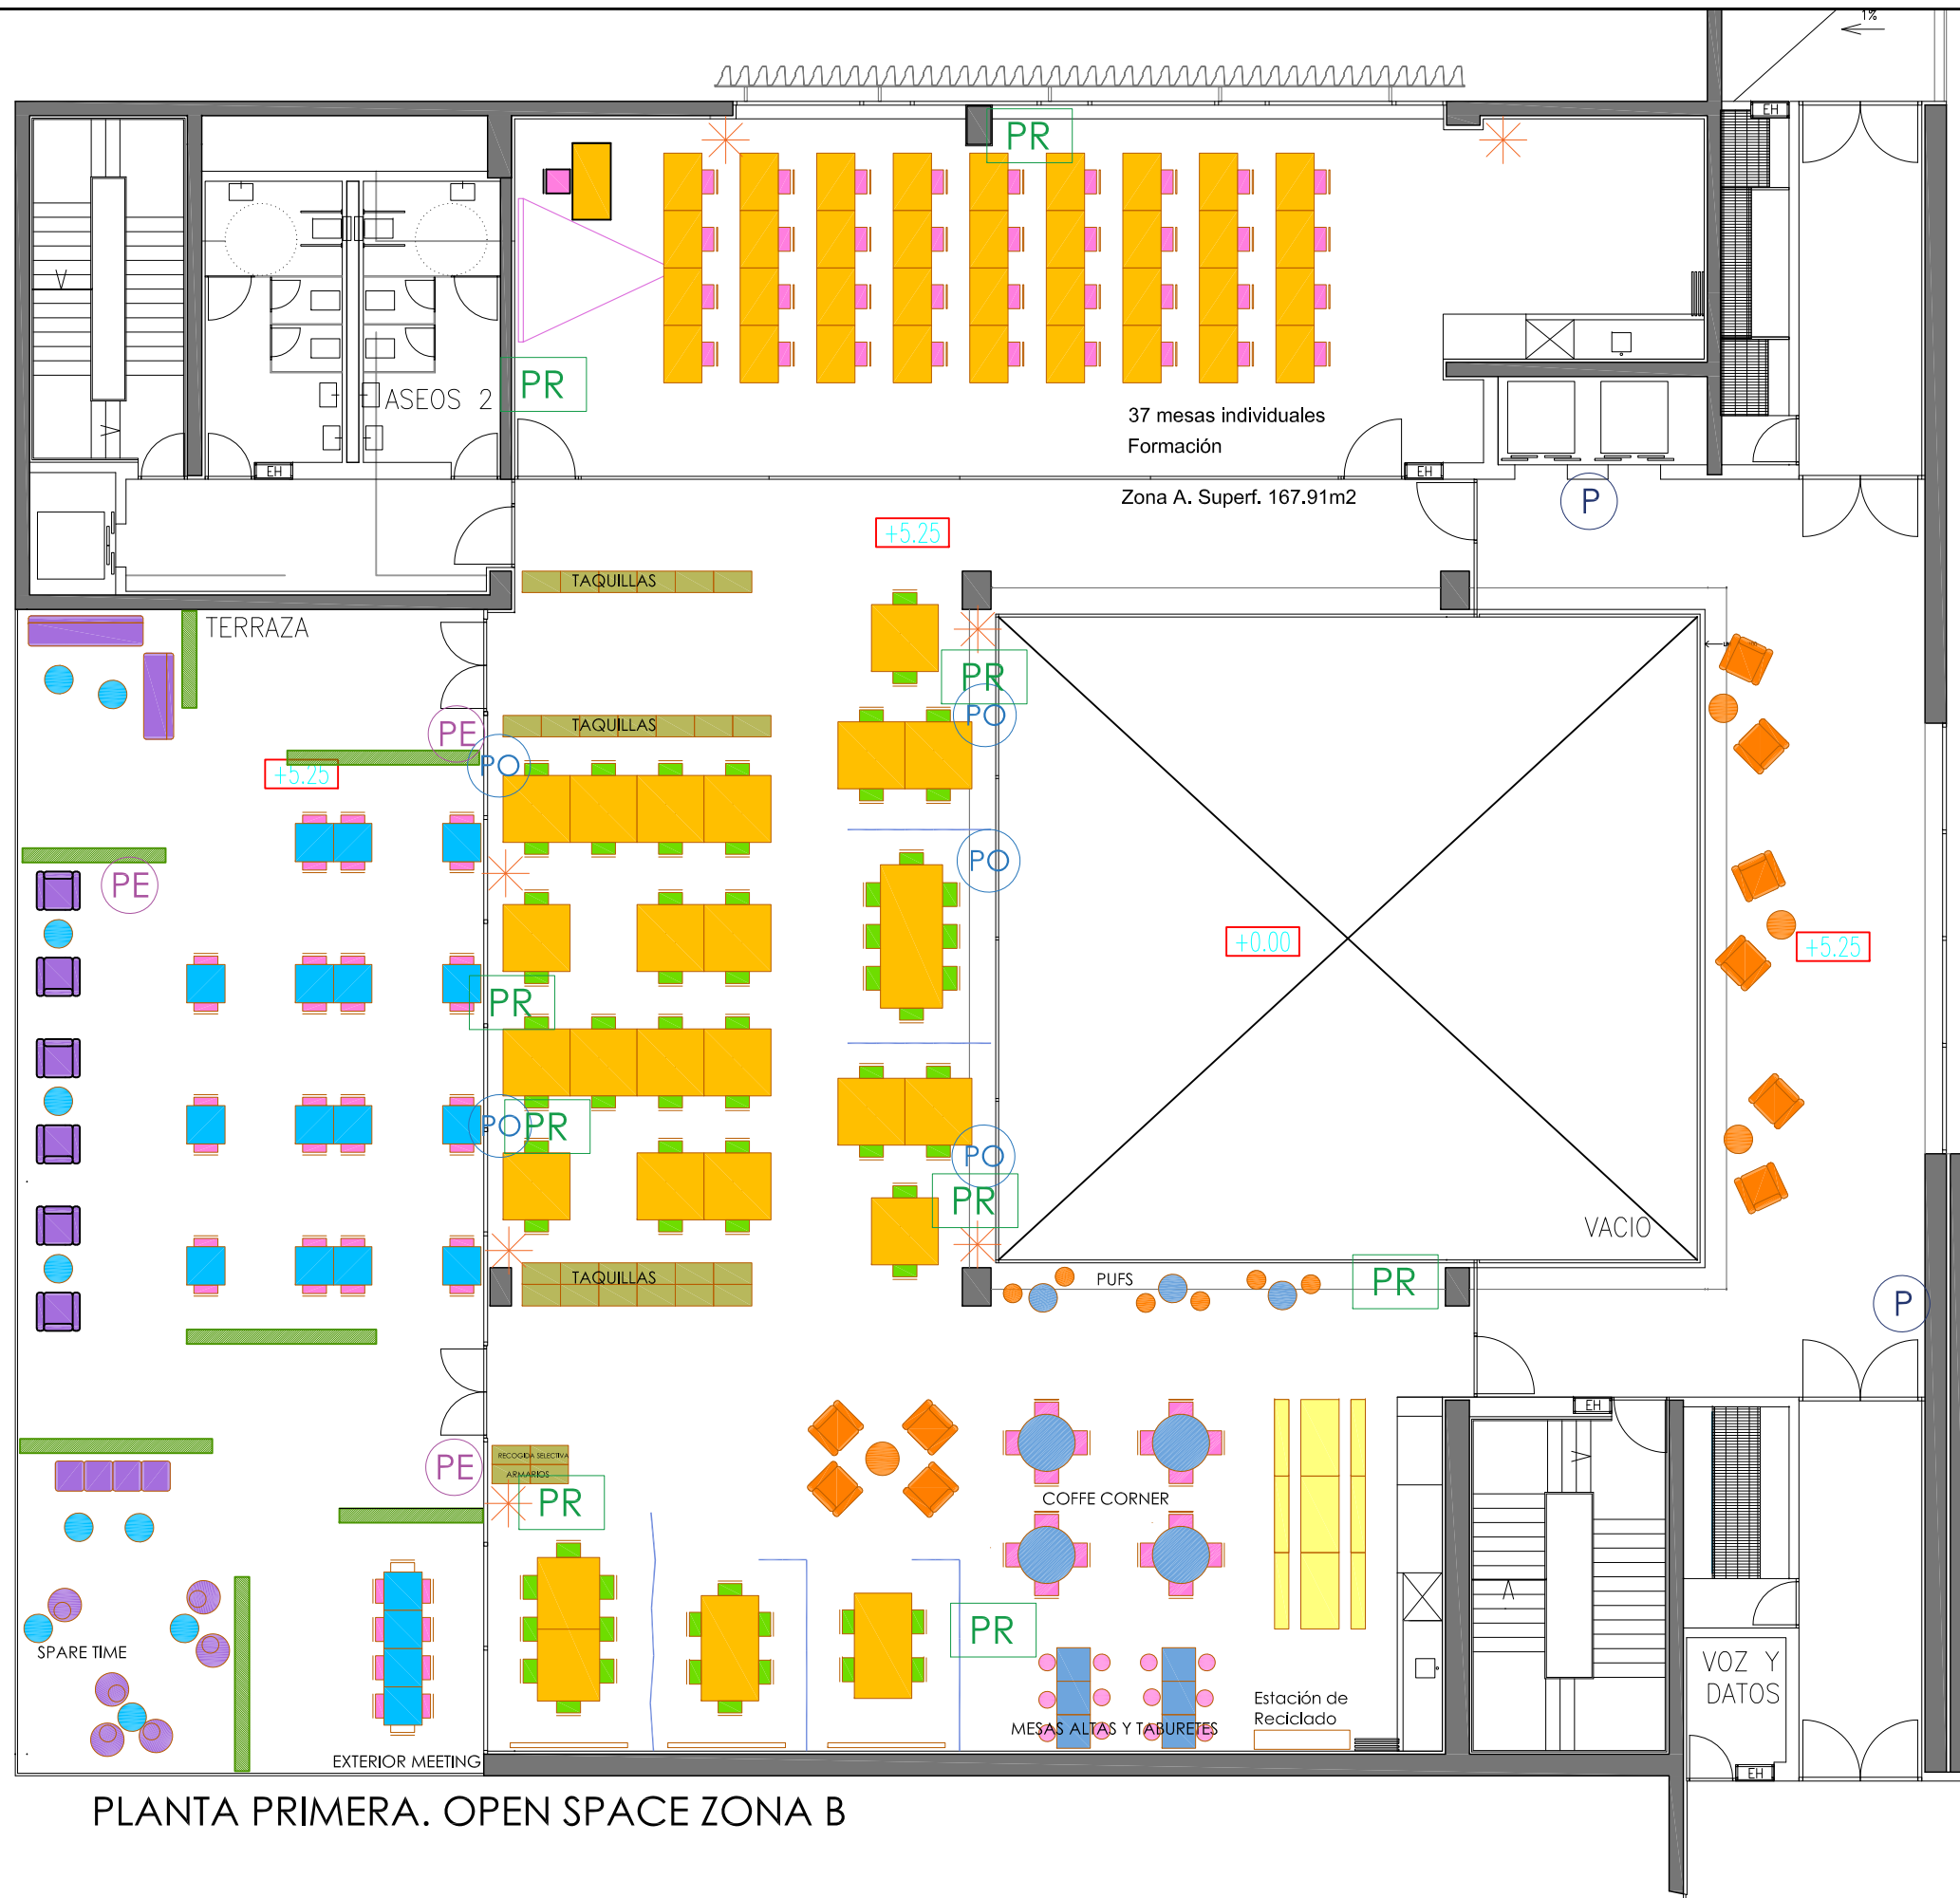 1%
EH
PR
PR
ASEOS 2
37 mesas individuales
Formación
EH
EH
P
Zona A. Superf. 167.91m2
+5.25
TAQUILLAS
TERRAZA
PR
PO
TAQUILLAS
PE
PO
+5.25
PO
PE
+0.00
+5.25
PR
PO
PR
PO
PR
VACIO
TAQUILLAS
PUFS
PR
P
EH
RECOGIDA SELECTIVA
ARMARIOS
PE
PR
COFFE CORNER
PR
SPARE TIME
VOZ Y
DATOS
Estación de
Reciclado
MESAS ALTAS Y TABURETES
EXTERIOR MEETING
EH
PLANTA PRIMERA. OPEN SPACE ZONA B